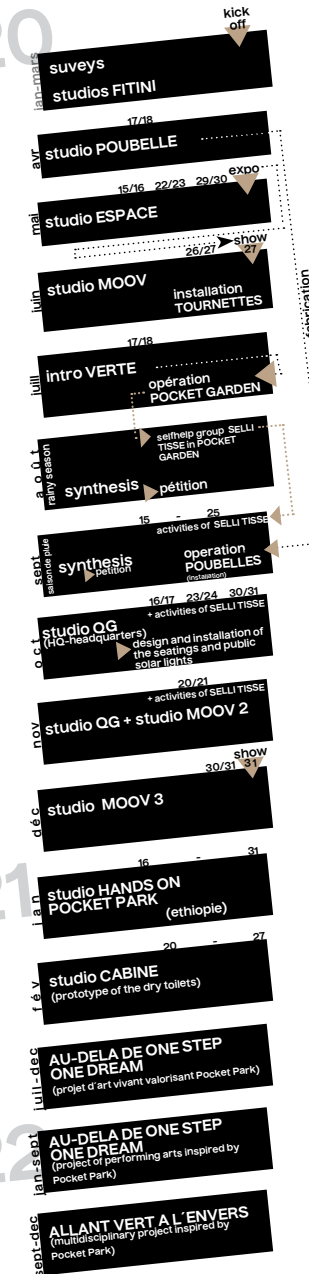 20
kick
off
jan-mars
suveys
studios FITINI
17/18
avr
studio POUBELLE
expo
15/16 22/23 29/30
mai
studio ESPACE
show
26/27 27
juin
studio MOOV
installation
TOURNETTES
fabrication
17/18
juill
intro VERTE
opération
POCKET GARDEN
août
rainy season
selfhelp group SELLI
TISSE in POCKET
GARDEN
synthesis pétition
15 - 25
activities of SELLI TISSE
sept
saison de pluie
synthesis
petition
operation
POUBELLES
(installation)
16/17 23/24 30/31
+ activities of SELLI TISSE
oct
studio QG
(HQ-headquarters)
design and installation of
the seatings and public
solar lights
20/21
+ activities of SELLI TISSE
nov
studio QG + studio MOOV 2
show
30/31 31
déc
studio MOOV 3
21
16 - 31
jan
studio HANDS ON
POCKET PARK
(ethiopie)
20 - 27
fév
studio CABINE
(prototype of the dry toilets)
juil-dec
AU-DELA DE ONE STEP
ONE DREAM
(projet d´art vivant valorisant Pocket Park)
22
jan-sept
AU-DELA DE ONE STEP
ONE DREAM
(project of performing arts inspired by
Pocket Park)
sept-dec
ALLANT VERT A L´ENVERS
(multidisciplinary project inspired by
Pocket Park)